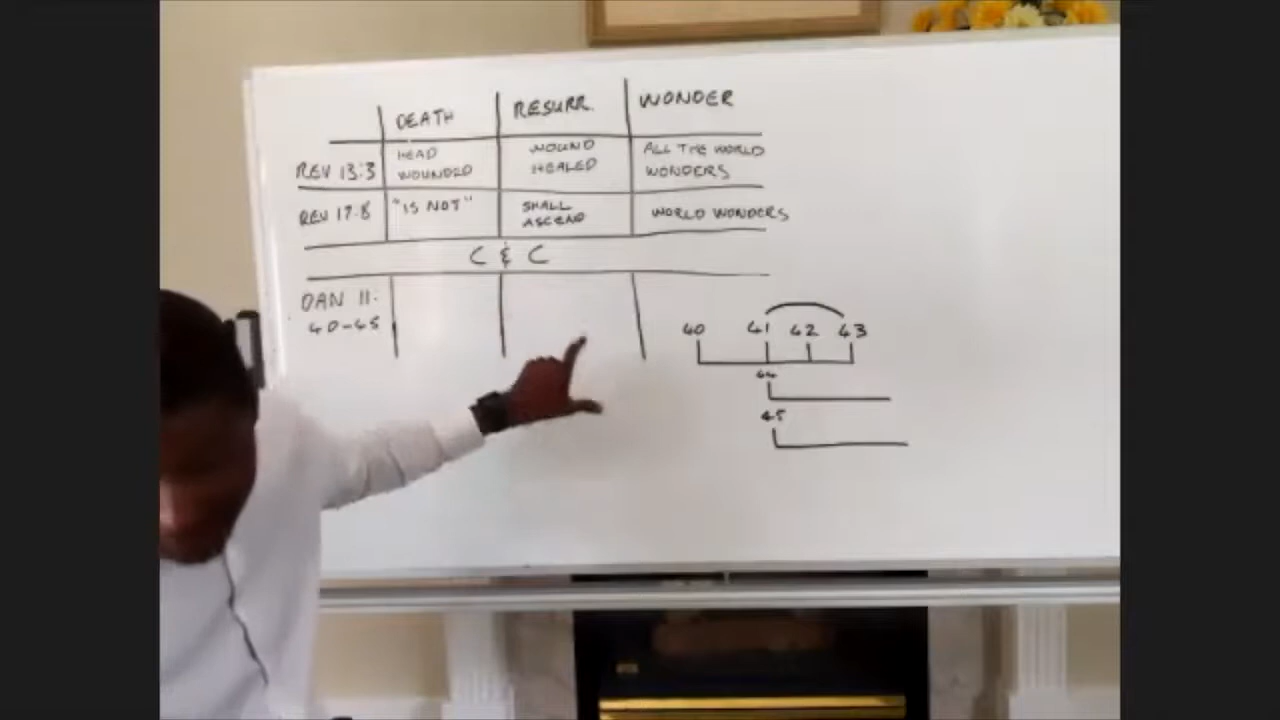 DEATH RESURR. WONDER
REV 13:3 HEAD WOUND ALL THE WORLD
WOUNDED HEALED WONDERS
REV 17:8 "IS NOT" SHALL WORLD WONDERS
ASCEND
C & C
DAN 11:
40-45
40 41 42 43
44
45